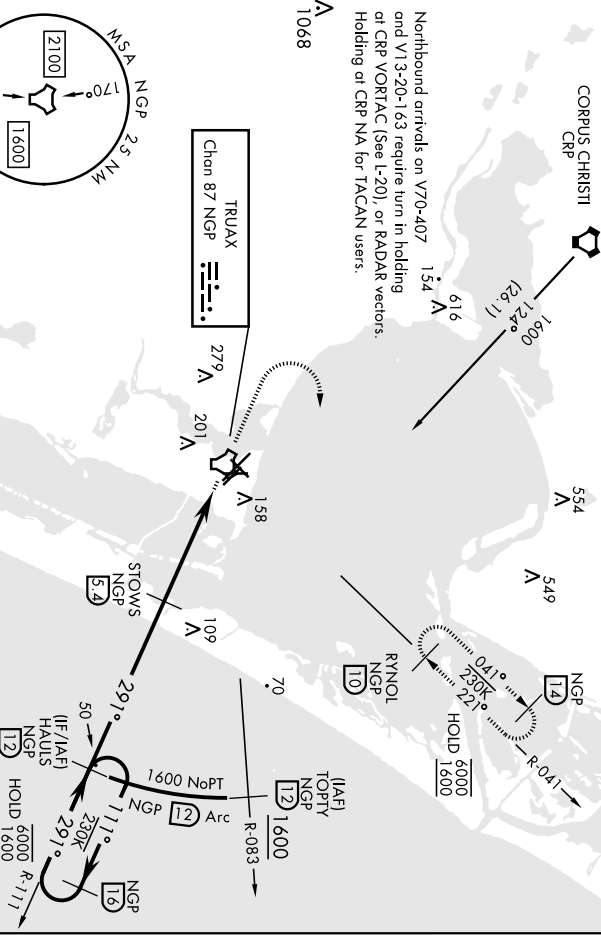 CORPUS CHRISTI
CRP
1600
124°
(26.1)
Northbound arrivals on V70-407
and V13-20-163 require turn in holding
at CRP VORTAC (See L-20), or RADAR vectors.
Holding at CRP NA for TACAN users.
1068
154
616
554
549
MSA NGP 25 NM
2100
170°
1600
TRUAX
Chan 87 NGP
279
201
158
109
70
NGP
14
041°
230K
221°
R-041
HOLD 6000
1600
RYNOL
NGP
10
STOWS
NGP
5.4
291°
50
(IF/IAF)
HAULS
NGP
12
1600 NoPT
NGP 12 Arc
(IAF)
TOPTY
NGP
12
1600
R-083
111°
230K
291°
HOLD 6000
1600
R-111
NGP
16